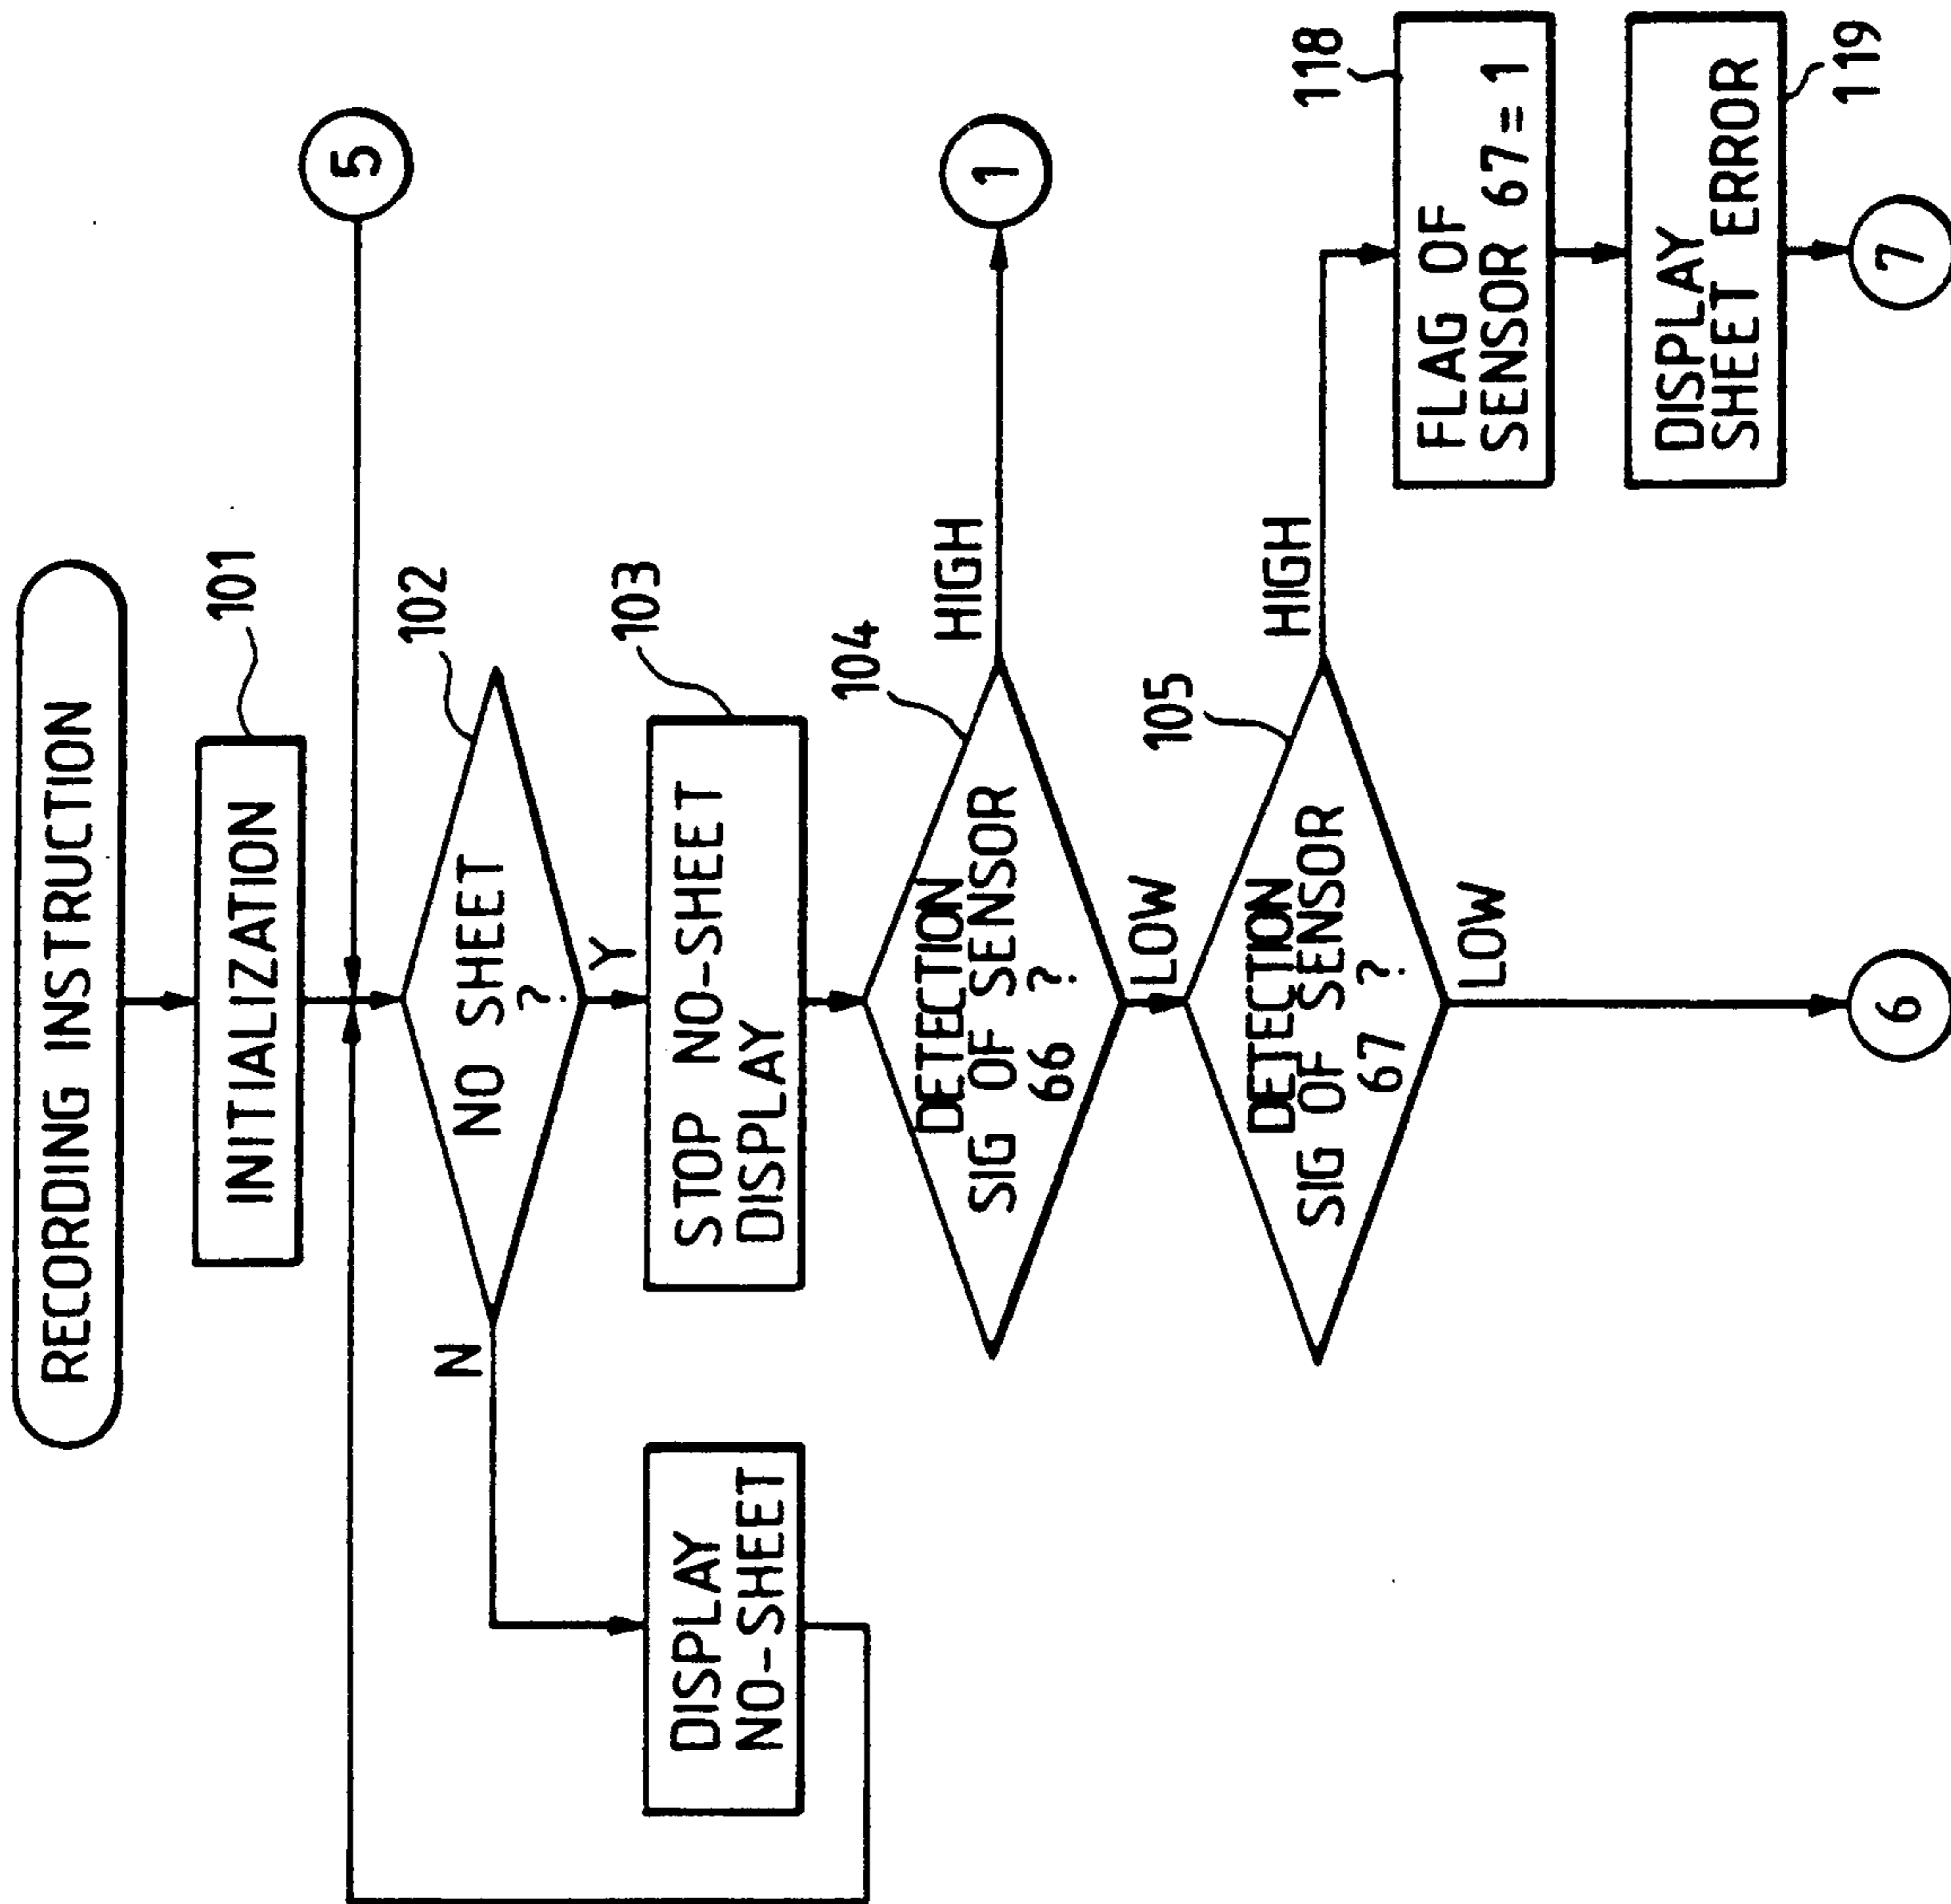 RECORDING INSTRUCTION
INITIALIZATION
101
5
NO SHEET
?
102
N
Y
DISPLAY
NO-SHEET
STOP NO-SHEET
DISPLAY
103
DETECTION
SIG OF SENSOR
66 ?
104
HIGH
1
LOW
DETECTION
SIG OF SENSOR
67 ?
105
HIGH
LOW
FLAG OF
SENSOR 67=1
118
DISPLAY
SHEET ERROR
119
6
7